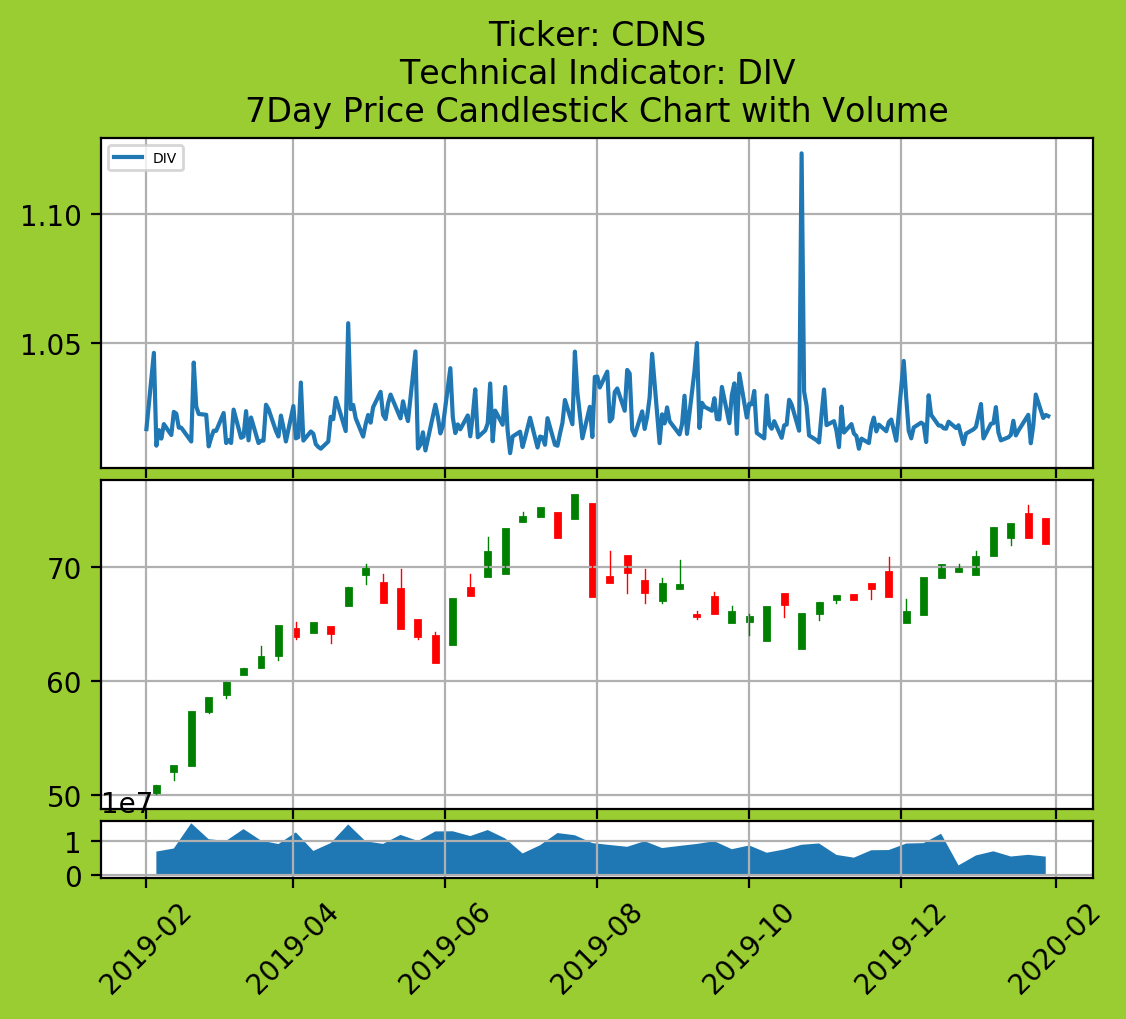 Ticker: CDNS
Technical Indicator: DIV
7Day Price Candlestick Chart with Volume
DIV
1.10
1.05
70
60
50
1e7
1
0
2019-02
2019-04
2019-06
2019-08
2019-10
2019-12
2020-02